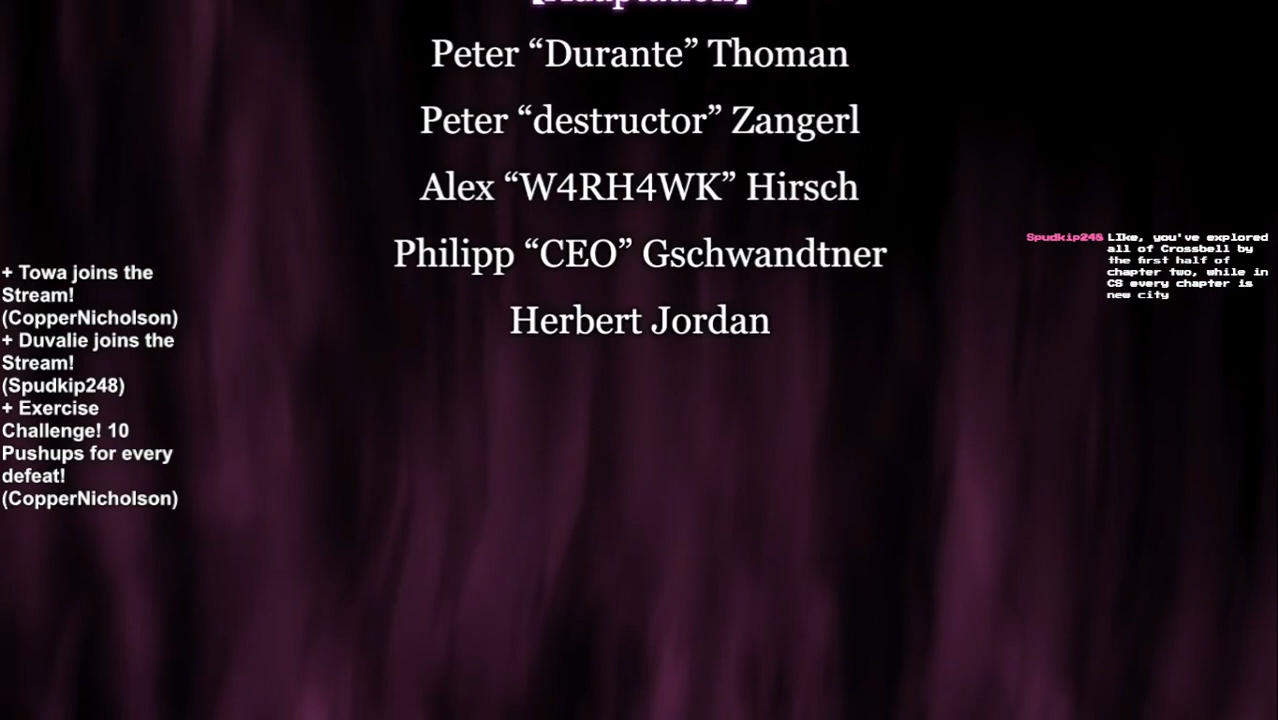 【Adaptation】
Peter “Durante” Thoman
Peter “destructor” Zangerl
Alex “W4RH4WK” Hirsch
Philipp “CEO” Gschwandtner
Herbert Jordan
+ Towa joins the
Stream!
(CopperNicholson)
+ Duvalie joins the
Stream!
(Spudkip248)
+ Exercise
Challenge! 10
Pushups for every
defeat!
(CopperNicholson)
Spudkip248 LIke, you've explored
all of Crossbell by
the first half of
chapter two, while in
CS every chapter is
new city